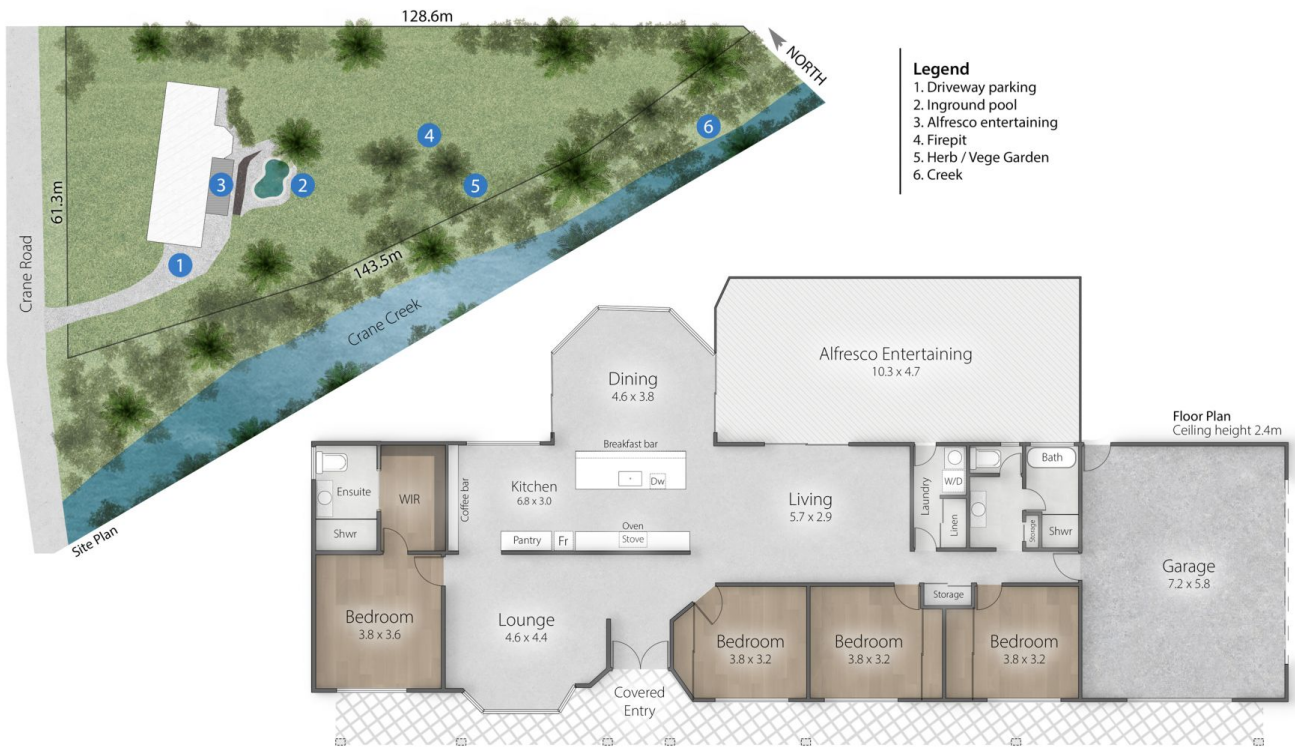 128.6m
NORTH
61.3m
143.5m
Crane Road
Crane Creek
1
2
3
4
5
6
Site Plan
Legend
1. Driveway parking
2. Inground pool
3. Alfresco entertaining
4. Firepit
5. Herb / Vege Garden
6. Creek
Floor Plan
Ceiling height 2.4m
Alfresco Entertaining
10.3 x 4.7
Dining
4.6 x 3.8
Breakfast bar
Dw
Kitchen
6.8 x 3.0
Coffee bar
Ensuite
WIR
Shwr
Pantry
Fr
Oven
Stove
Living
5.7 x 2.9
Laundry
W/D
Linen
Bath
Storage
Shwr
Garage
7.2 x 5.8
Storage
Bedroom
3.8 x 3.6
Lounge
4.6 x 4.4
Bedroom
3.8 x 3.2
Bedroom
3.8 x 3.2
Bedroom
3.8 x 3.2
Covered
Entry